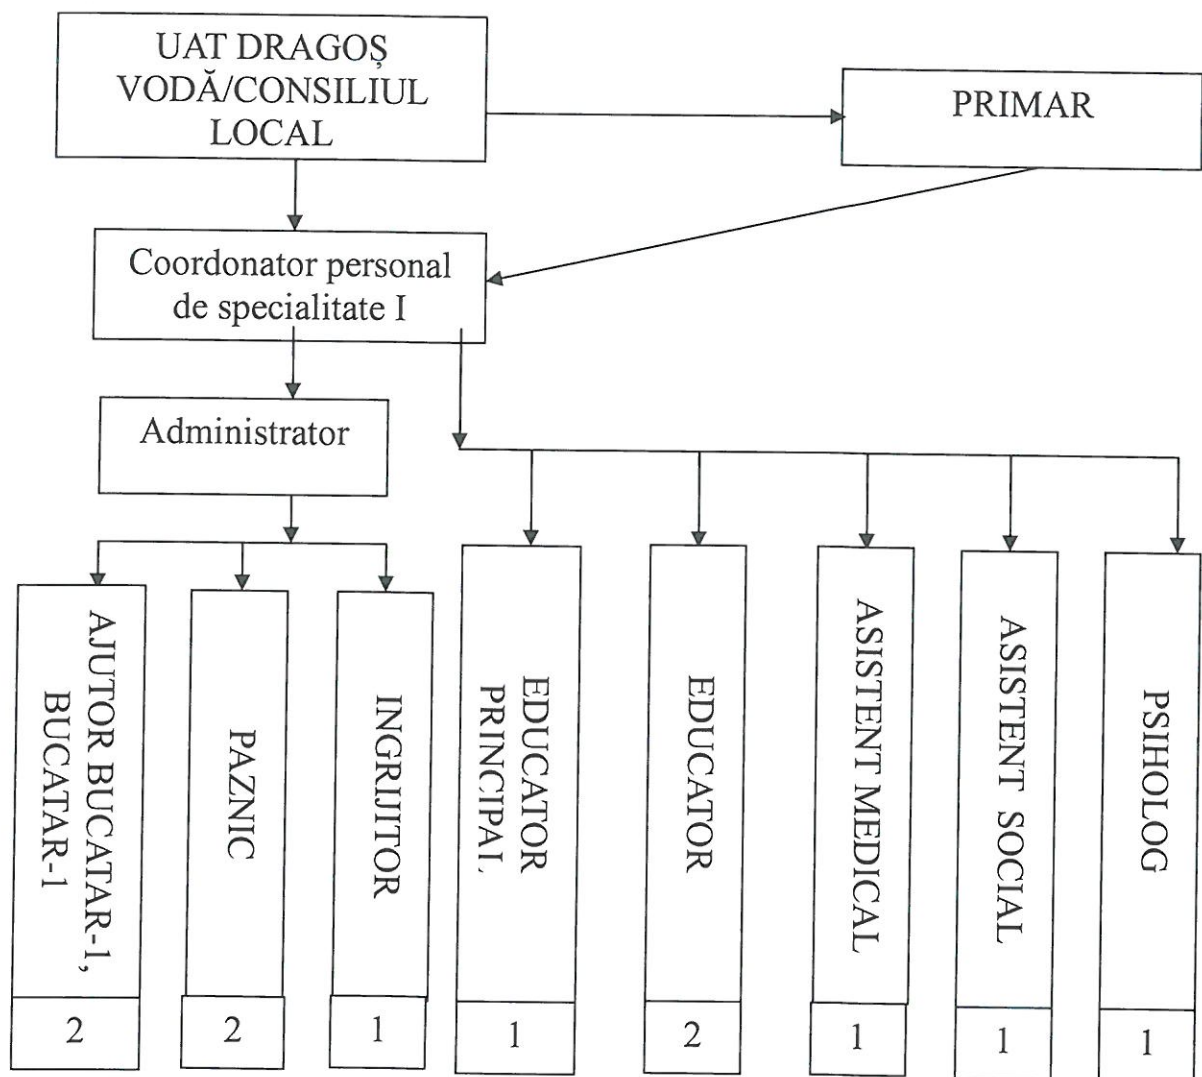 UAT DRAGOȘ
VODĂ/CONSILIUL
LOCAL
PRIMAR
Coordonator personal
de specialitate I
Administrator
AJUTOR BUCATAR-1,
BUCATAR-1
PAZNIC
INGRIJITOR
EDUCATOR
PRINCIPAL
EDUCATOR
ASISTENT MEDICAL
ASISTENT SOCIAL
PSIHOLOG
2
2
1
1
2
1
1
1